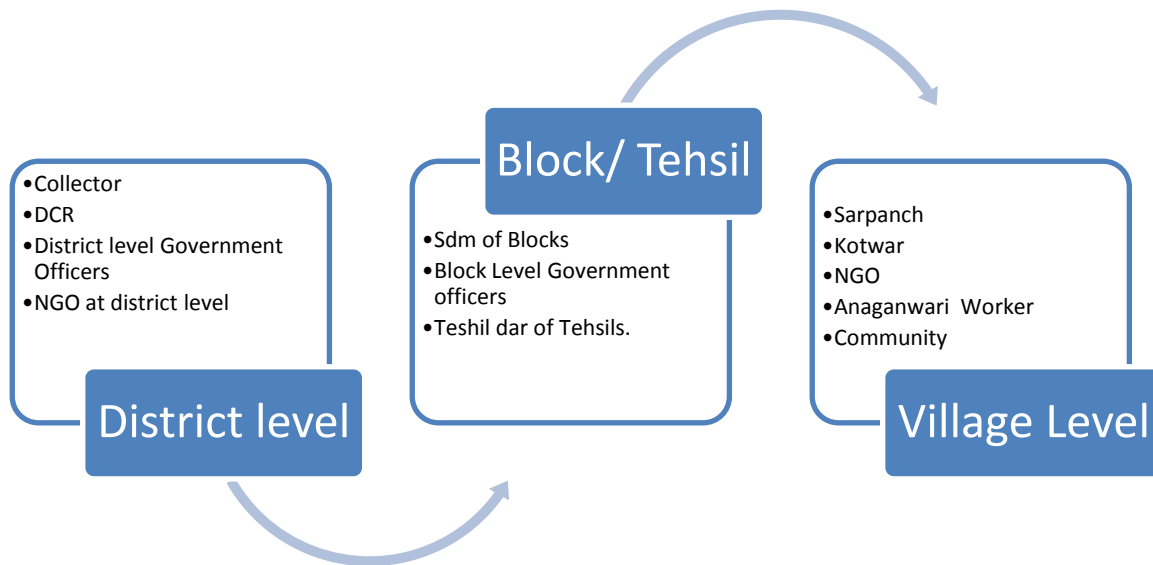 •Collector
•DCR
•District level Government
Officers
•NGO at district level
District level
Block/ Tehsil
•Sdm of Blocks
•Block Level Government
officers
•Teshil dar of Tehsils.
•Sarpanch
•Kotwar
•NGO
•Anaganwari Worker
•Community
Village Level